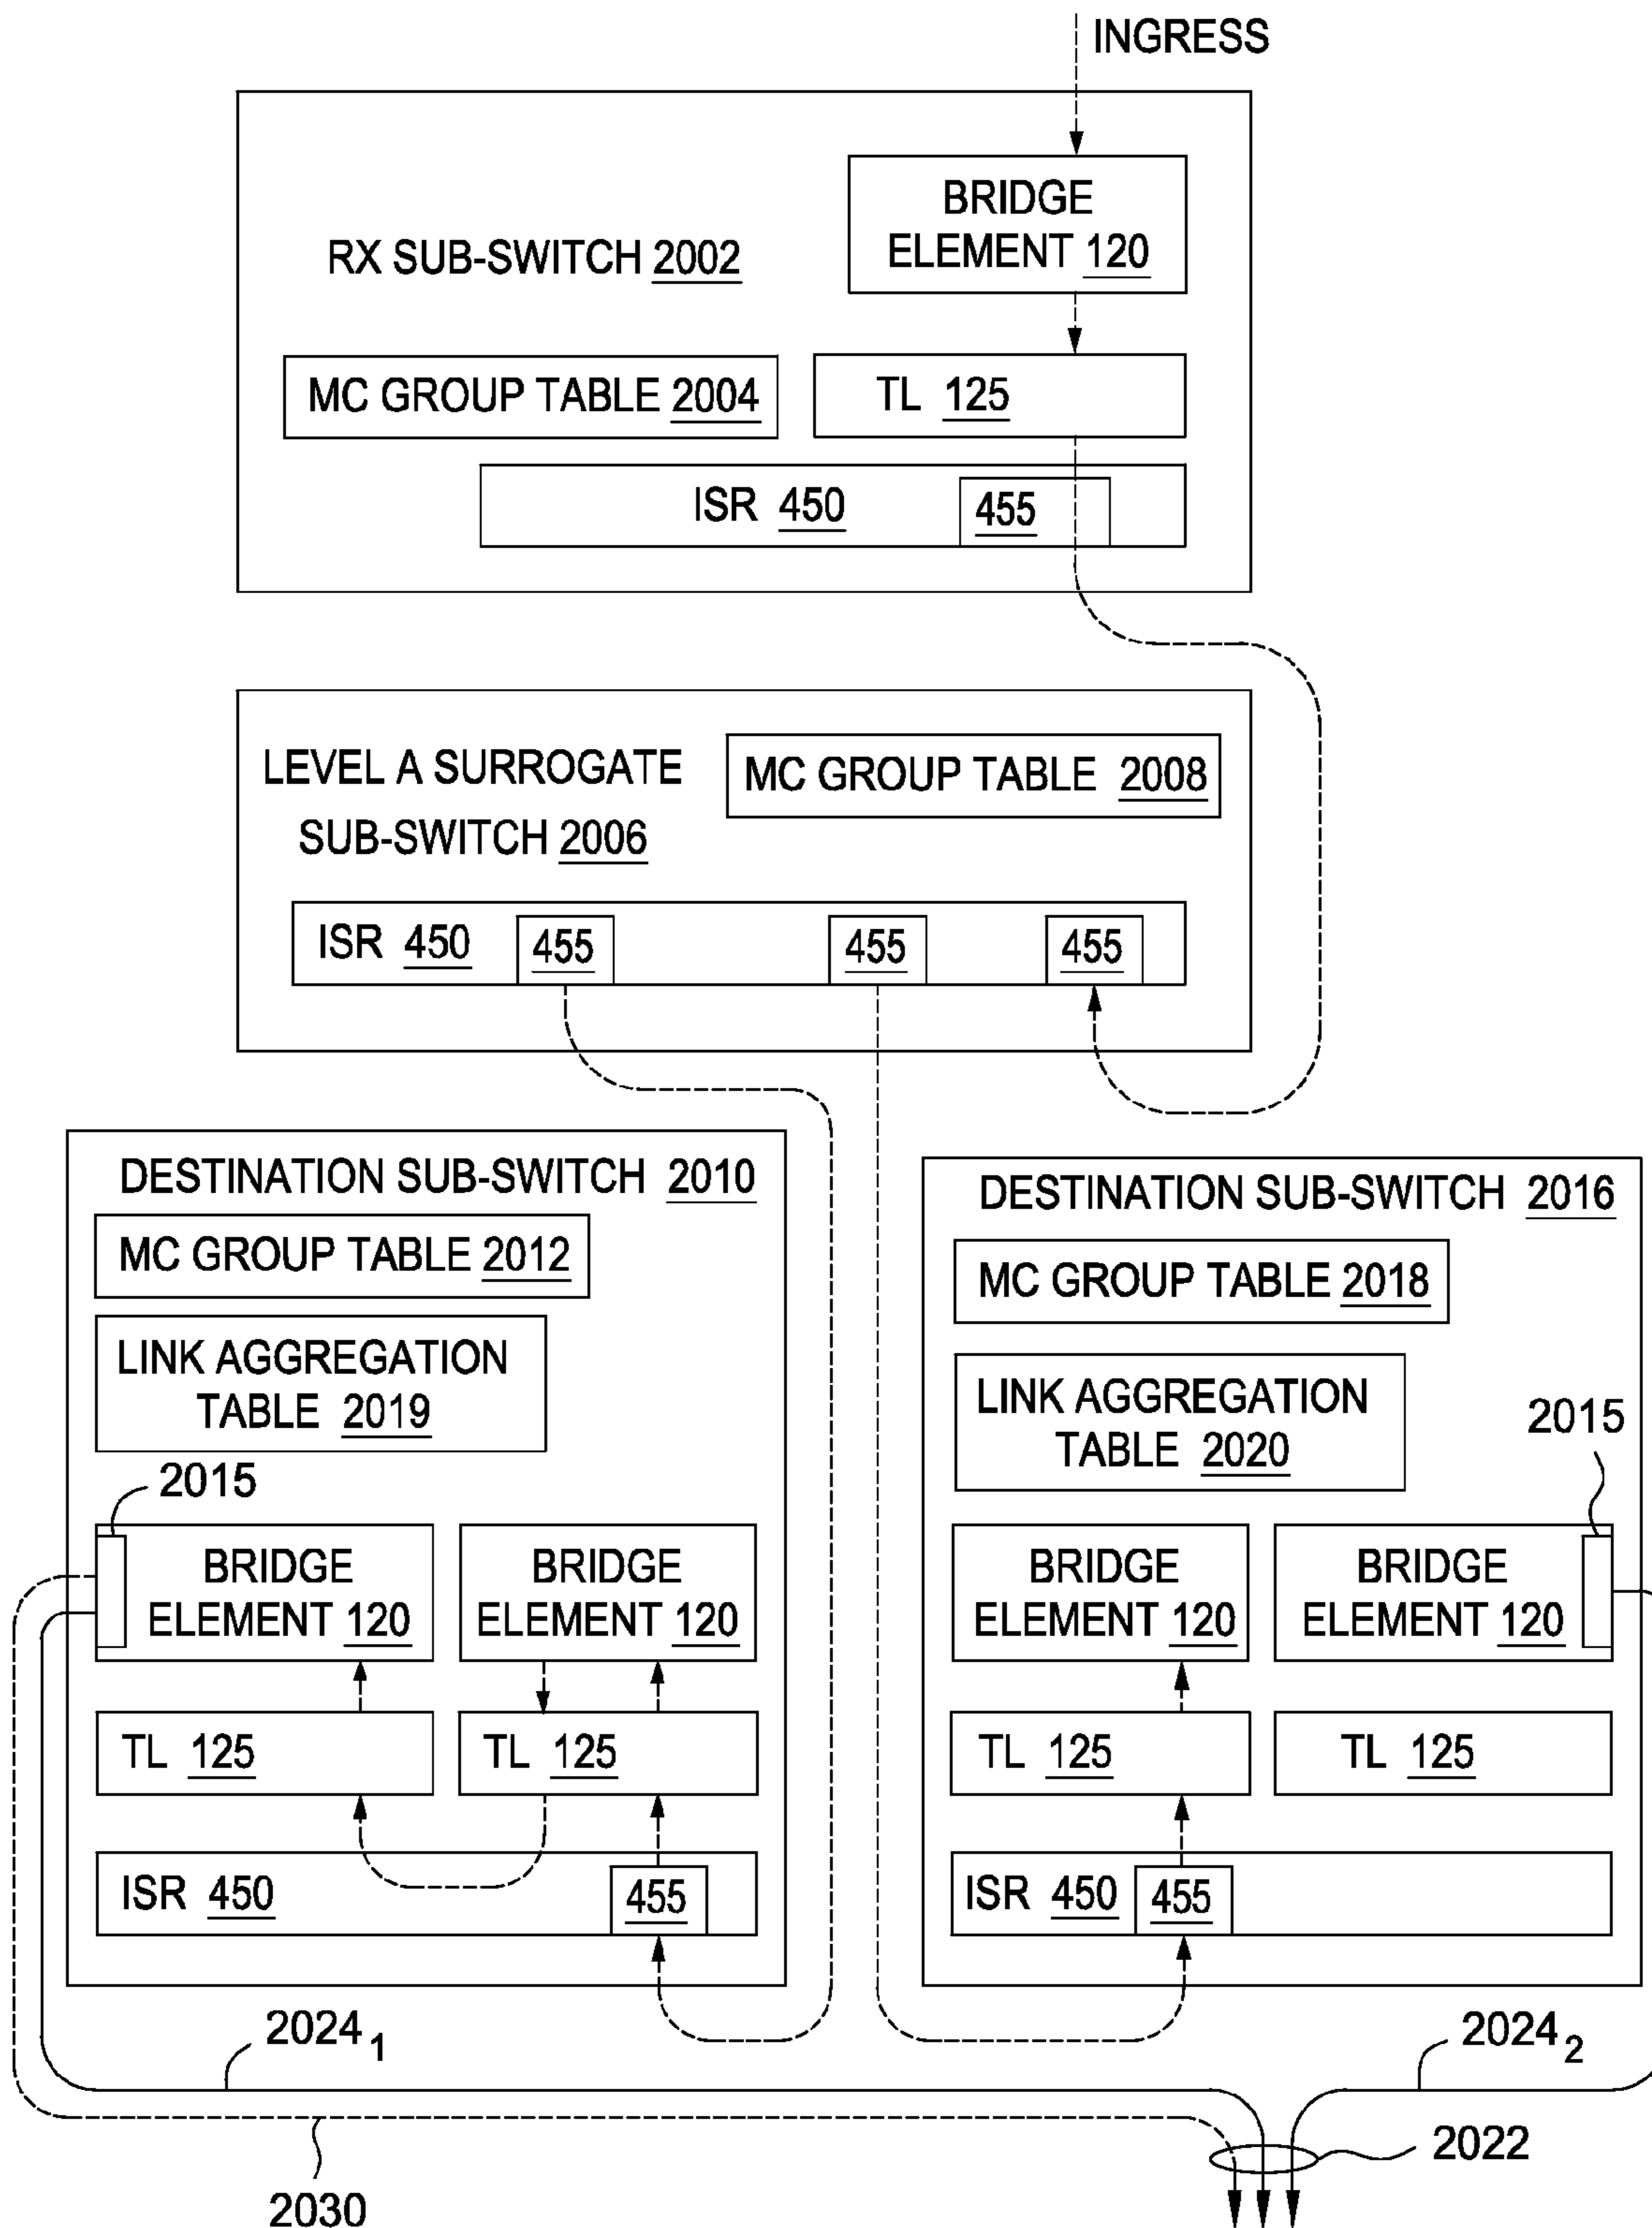 INGRESS
BRIDGE
ELEMENT 120
RX SUB-SWITCH 2002
MC GROUP TABLE 2004
TL 125
ISR 450
455
LEVEL A SURROGATE
SUB-SWITCH 2006
MC GROUP TABLE 2008
ISR 450
455
455
455
DESTINATION SUB-SWITCH 2010
MC GROUP TABLE 2012
LINK AGGREGATION
TABLE 2019
2015
BRIDGE
ELEMENT 120
BRIDGE
ELEMENT 120
TL 125
TL 125
ISR 450
455
DESTINATION SUB-SWITCH 2016
MC GROUP TABLE 2018
LINK AGGREGATION
TABLE 2020
2015
BRIDGE
ELEMENT 120
BRIDGE
ELEMENT 120
TL 125
TL 125
ISR 450
455
2024 1
2024 2
2022
2030